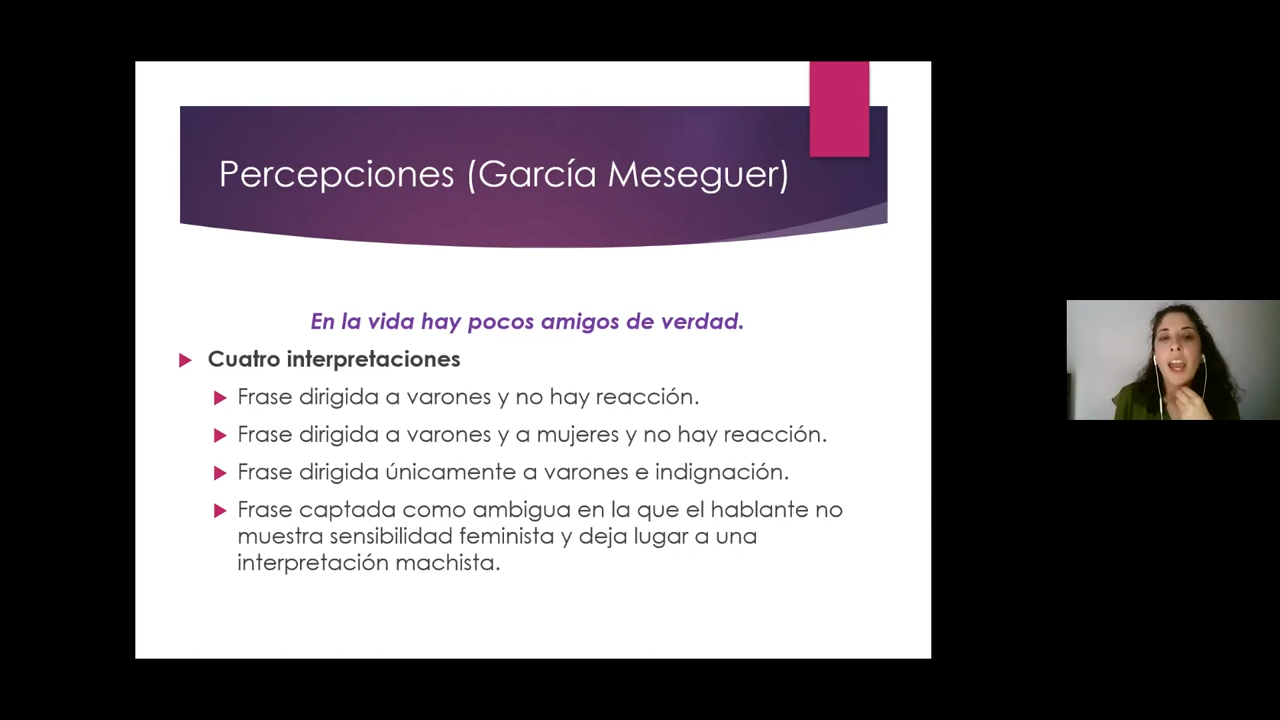 Percepciones (García Meseguer)
En la vida hay pocos amigos de verdad.
Cuatro interpretaciones
Frase dirigida a varones y no hay reacción.
Frase dirigida a varones y a mujeres y no hay reacción.
Frase dirigida únicamente a varones e indignación.
Frase captada como ambigua en la que el hablante no
muestra sensibilidad feminista y deja lugar a una
interpretación machista.